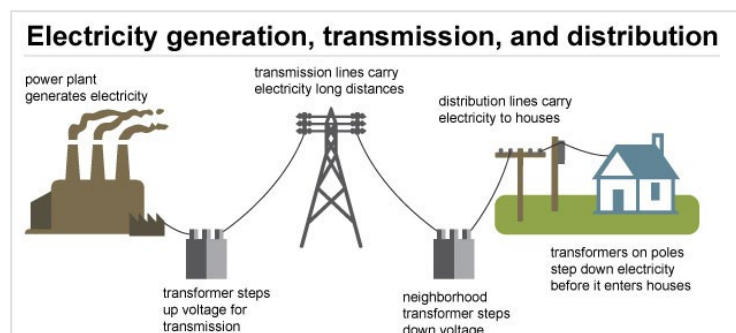 Electricity generation, transmission, and distribution
power plant
generates electricity
transmission lines carry
electricity long distances
distribution lines carry
electricity to houses
transformer steps
up voltage for
transmission
neighborhood
transformer steps
down voltage
transformers on poles
step down electricity
before it enters houses